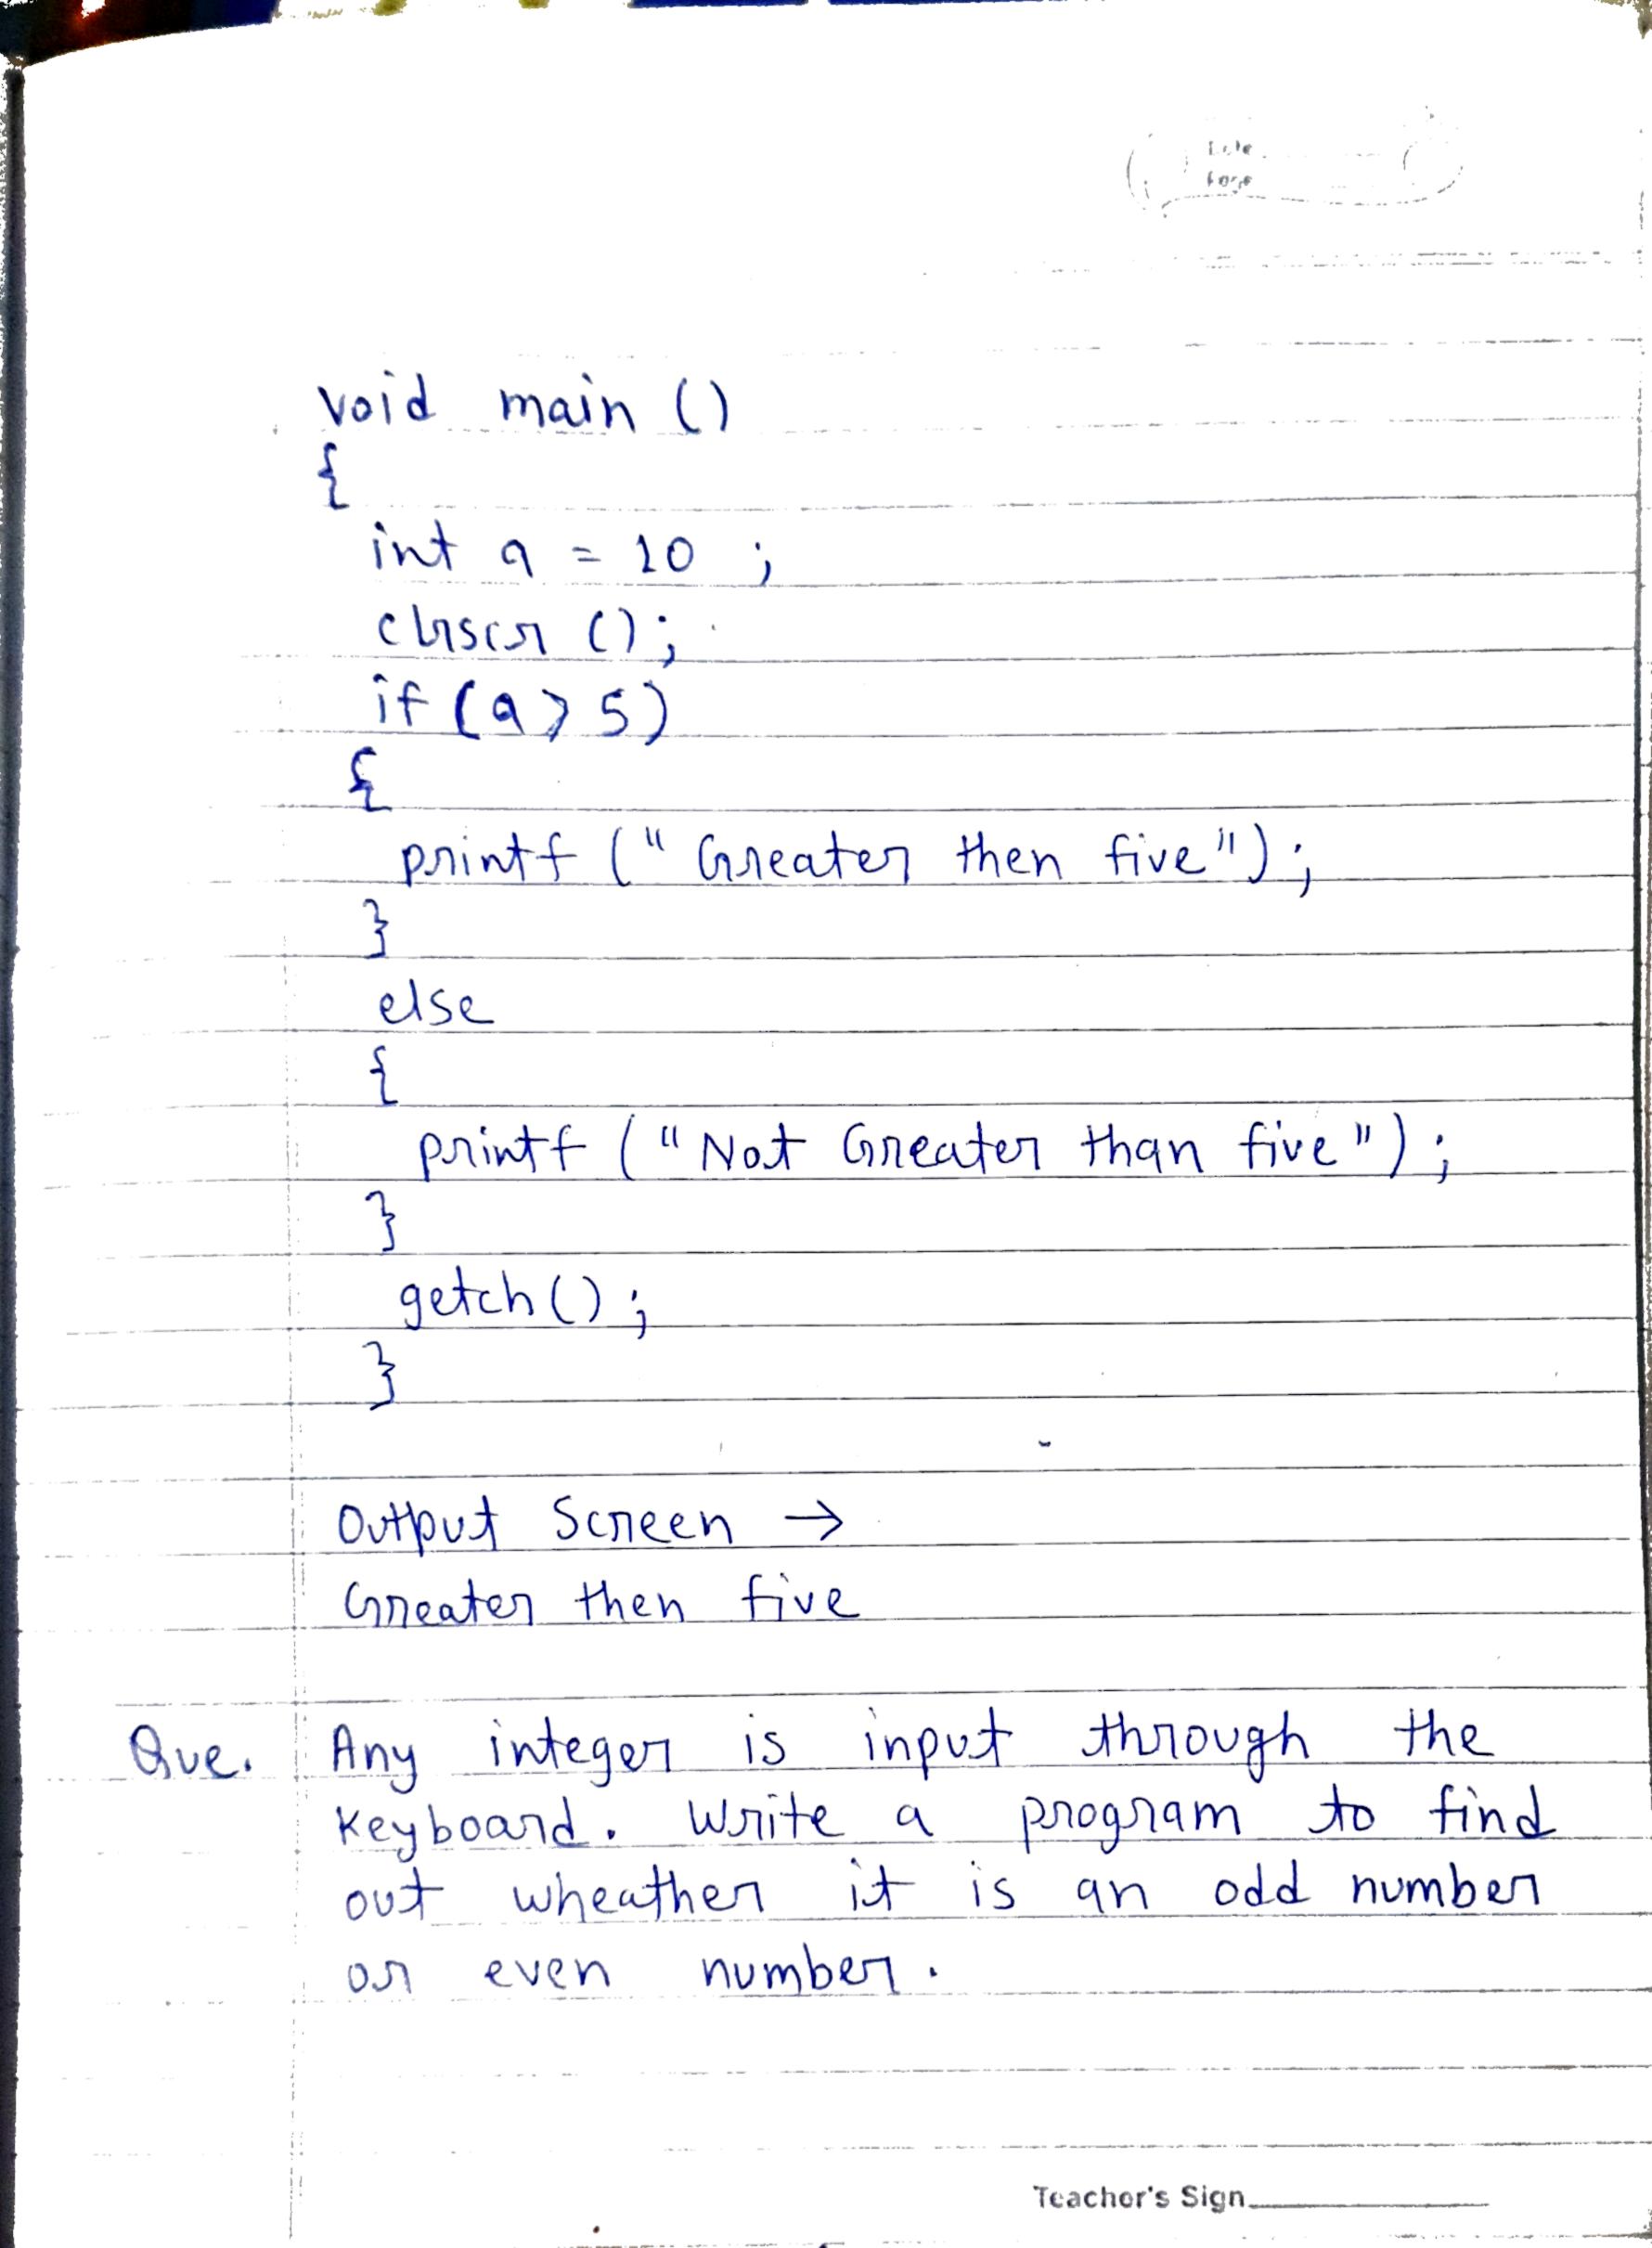 void main ()
{
int a = 10 ;
clrscr ();
if (a > 5)
{
printf (" Greater then five") ;
}
else
{
printf ( " Not Greater than five " ) ;
}
getch () ;
}
Output Screen →
Greater then five
Que. Any integer is input through the
keyboard. Write a program to find
out wheather it is an odd number
or even number.
Teacher's Sign